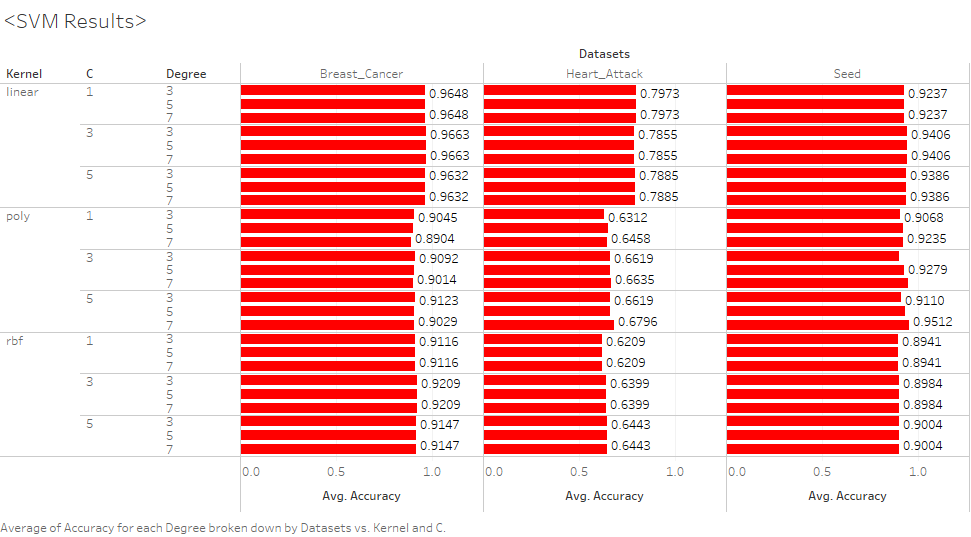 <SVM Results>
Datasets
Kernel C Degree Breast_Cancer Heart_Attack Seed
linear 1 3 0.9648 0.7973 0.9237
5
7 0.9648 0.7973 0.9237
3 3 0.9663 0.7855 0.9406
5
7 0.9663 0.7855 0.9406
5 3 0.9632 0.7885 0.9386
5
7 0.9632 0.7885 0.9386
poly 1 3 0.9045 0.6312 0.9068
5
7 0.8904 0.6458 0.9235
3 3 0.9092 0.6619
5 0.9279
7 0.9014 0.6635
5 3 0.9123 0.6619 0.9110
5
7 0.9029 0.6796 0.9512
rbf 1 3 0.9116 0.6209 0.8941
5
7 0.9116 0.6209 0.8941
3 3 0.9209 0.6399 0.8984
5
7 0.9209 0.6399 0.8984
5 3 0.9147 0.6443 0.9004
5
7 0.9147 0.6443 0.9004
0.0 0.5 1.0 0.0 0.5 1.0 0.0 0.5 1.0
Avg. Accuracy Avg. Accuracy Avg. Accuracy
Average of Accuracy for each Degree broken down by Datasets vs. Kernel and C.